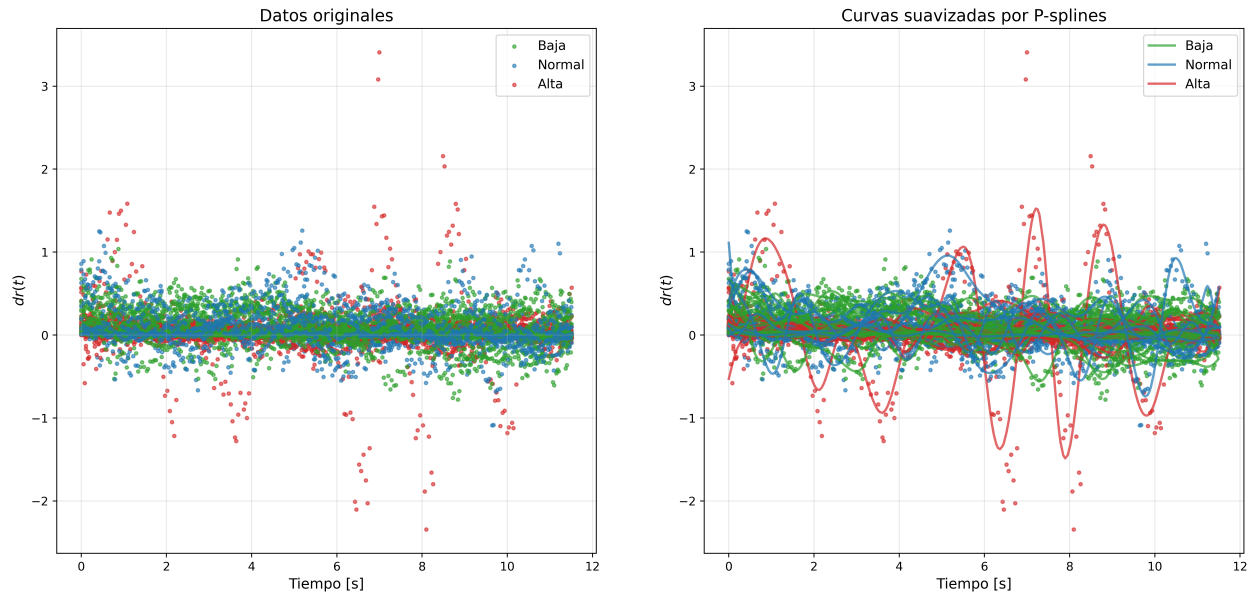 Datos originales
Baja
Normal
Alta
dr(t)
3
2
1
0
−1
−2
0 2 4 6 8 10 12
Tiempo [s]
Curvas suavizadas por P-splines
Baja
Normal
Alta
dr(t)
3
2
1
0
−1
−2
0 2 4 6 8 10 12
Tiempo [s]